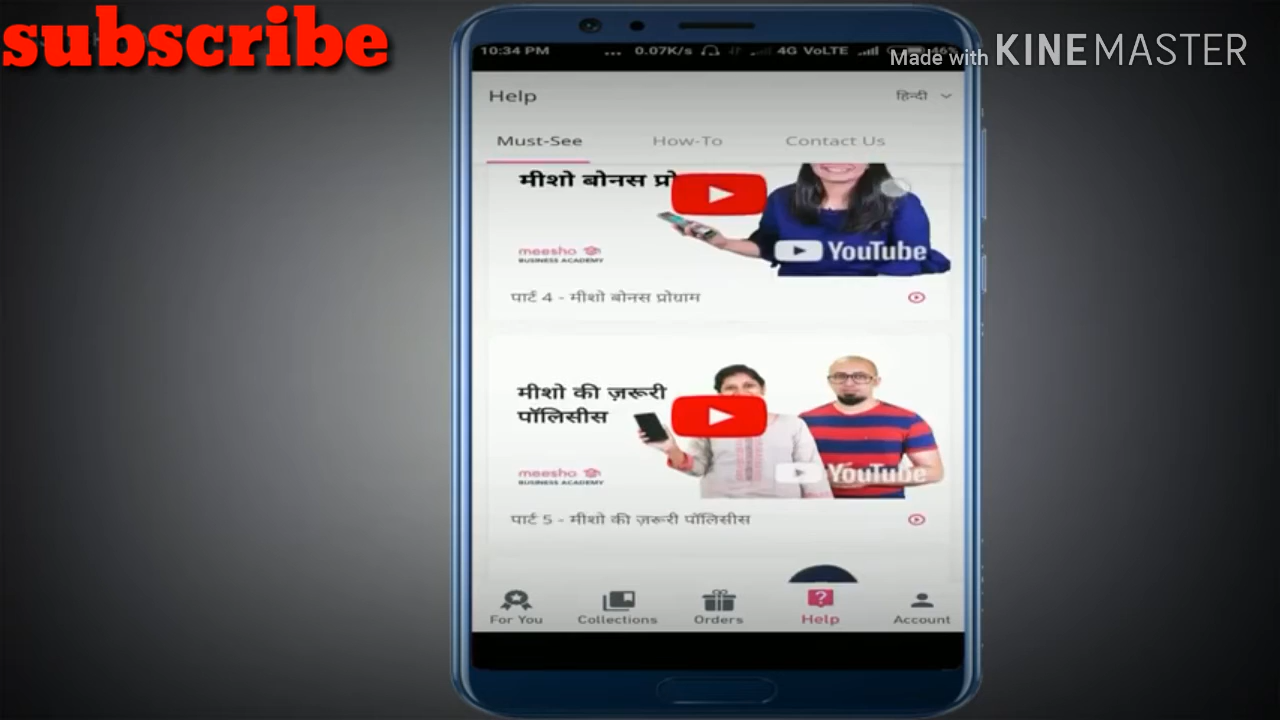 subscribe
Made with KINEMASTER
10:34 PM ... 0.07K/s 4G VoLTE 46%
Help
हिन्दी
Must-See How-To Contact Us
मीशो बोनस प्रो
meesho
BUSINESS ACADEMY
YouTube
पार्ट 4 - मीशो बोनस प्रोग्राम
मीशो की ज़रूरी
पॉलिसीस
meesho
BUSINESS ACADEMY
YouTube
पार्ट 5 - मीशो की ज़रूरी पॉलिसीस
For You Collections Orders Help Account